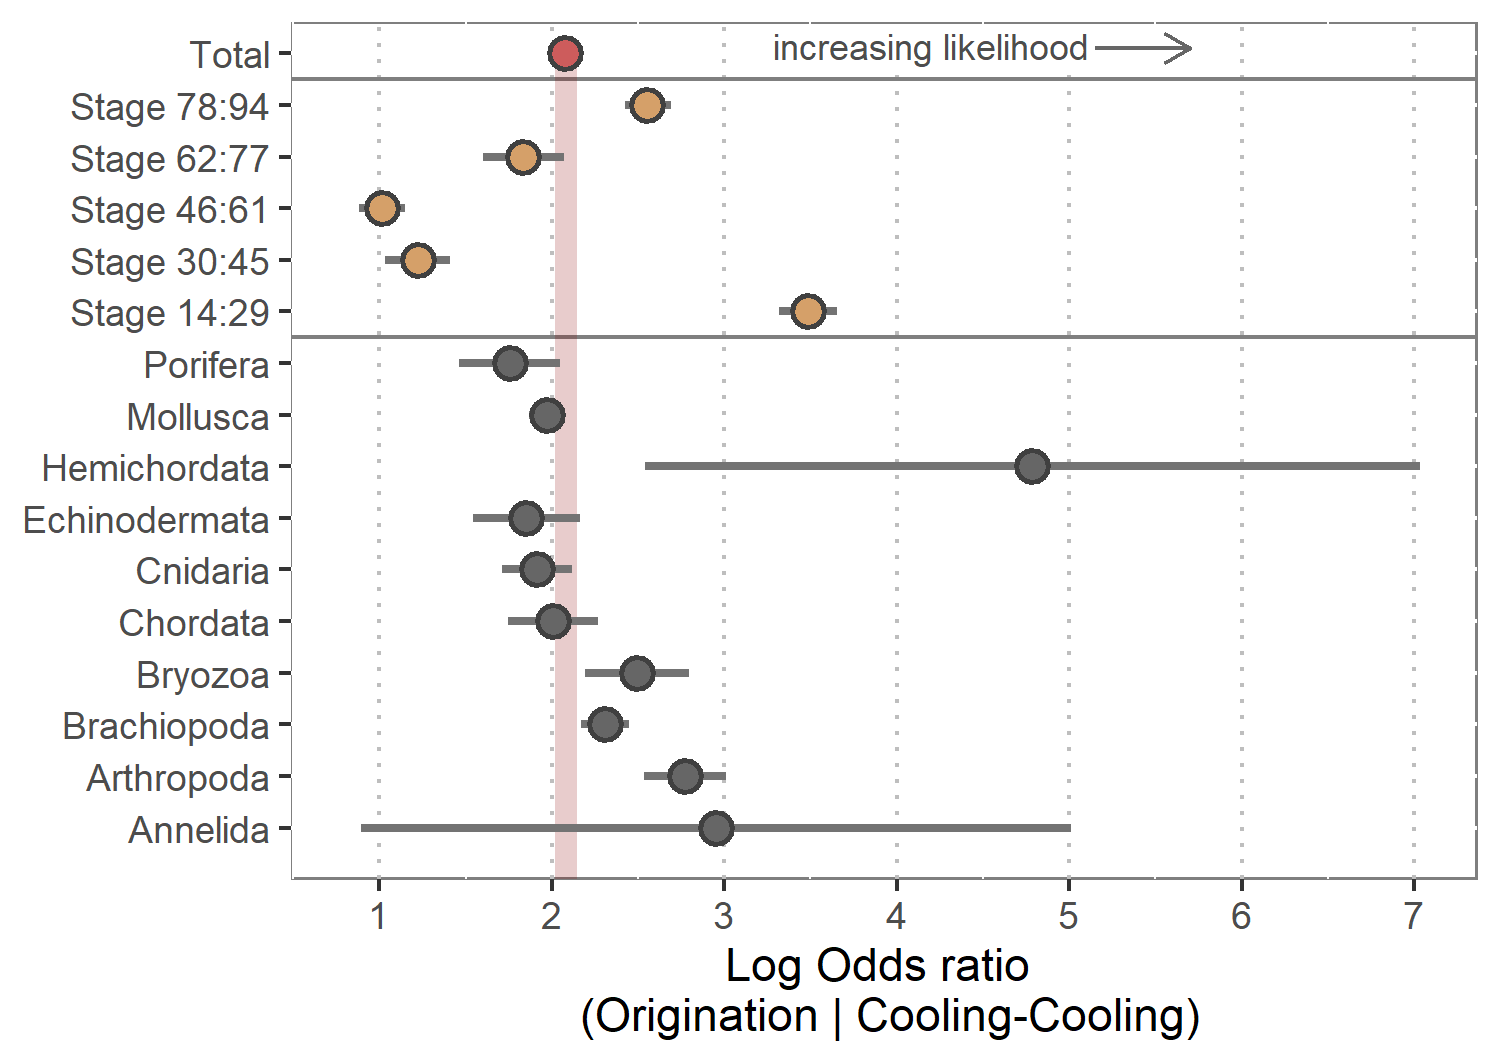 Total
increasing likelihood
Stage 78:94
Stage 62:77
Stage 46:61
Stage 30:45
Stage 14:29
Porifera
Mollusca
Hemichordata
Echinodermata
Cnidaria
Chordata
Bryozoa
Brachiopoda
Arthropoda
Annelida
1 2 3 4 5 6 7
Log Odds ratio
(Origination | Cooling-Cooling)